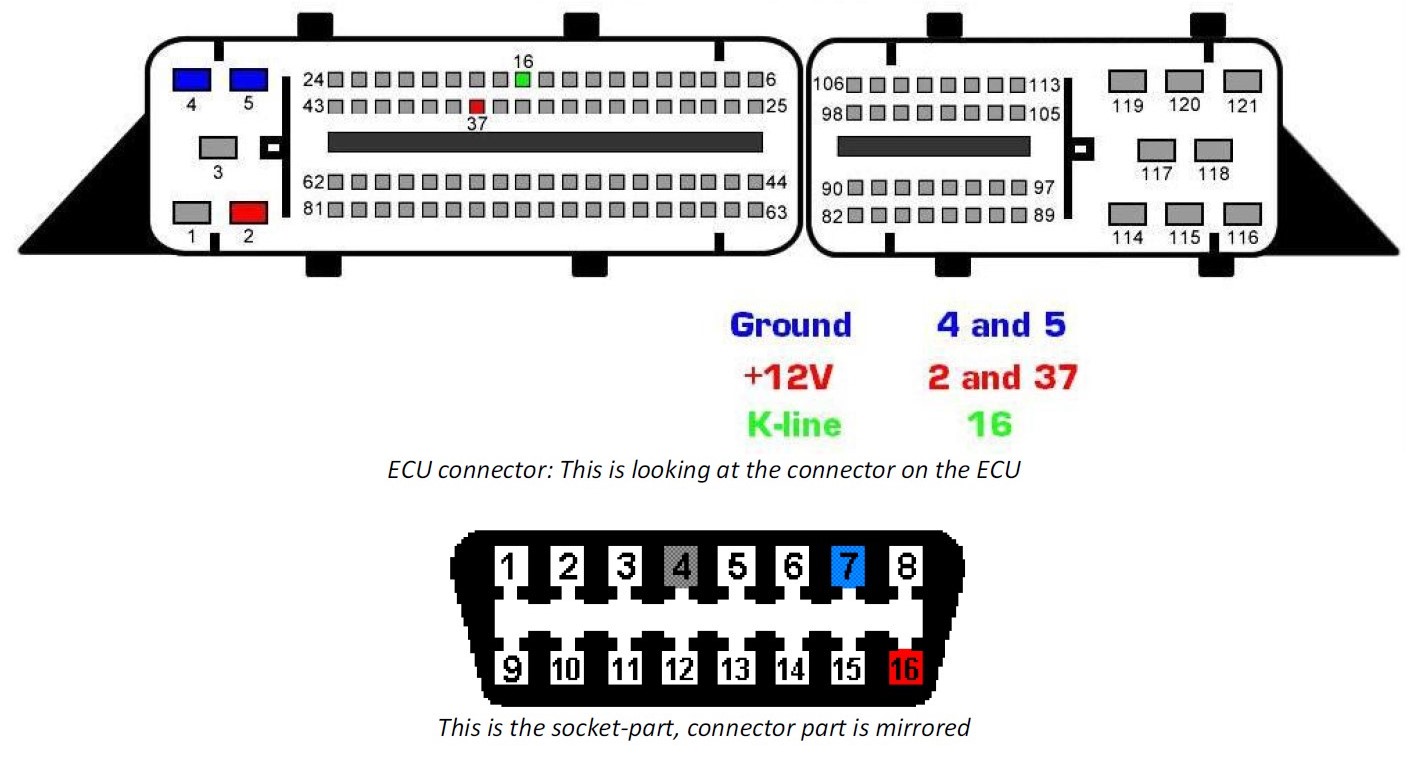 16
24 6
4 5 43 25
37
3
62 44
81 63
1 2
106 113
98 105
119 120 121
117 118
90 97
82 89
114 115 116
Ground 4 and 5
+12V 2 and 37
K-line 16
ECU connector: This is looking at the connector on the ECU
1 2 3 4 5 6 7 8
9 10 11 12 13 14 15 16
This is the socket-part, connector part is mirrored